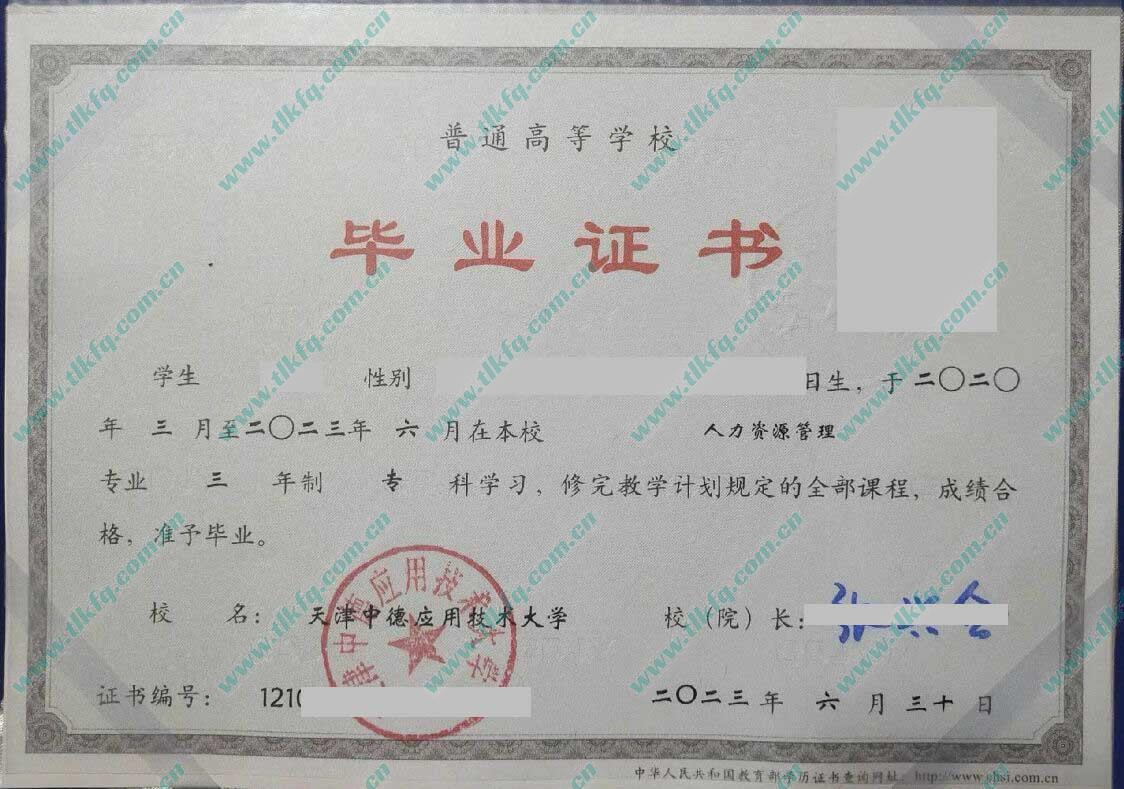 普通高等学校
毕业证书
学生 性别 日生，于二〇二〇
年 三 月至二〇二三年 六 月在本校 人力资源管理
专业 三 年制 专 科学习，修完教学计划规定的全部课程，成绩合
格，准予毕业。
校 名： 天津中德应用技术大学 校（院）长：
证书编号： 1210
二〇二三 年 六 月 三十 日
中华人民共和国教育部学历证书查询网址：http://www.chsi.com.cn
www.tlkfq.com.cn